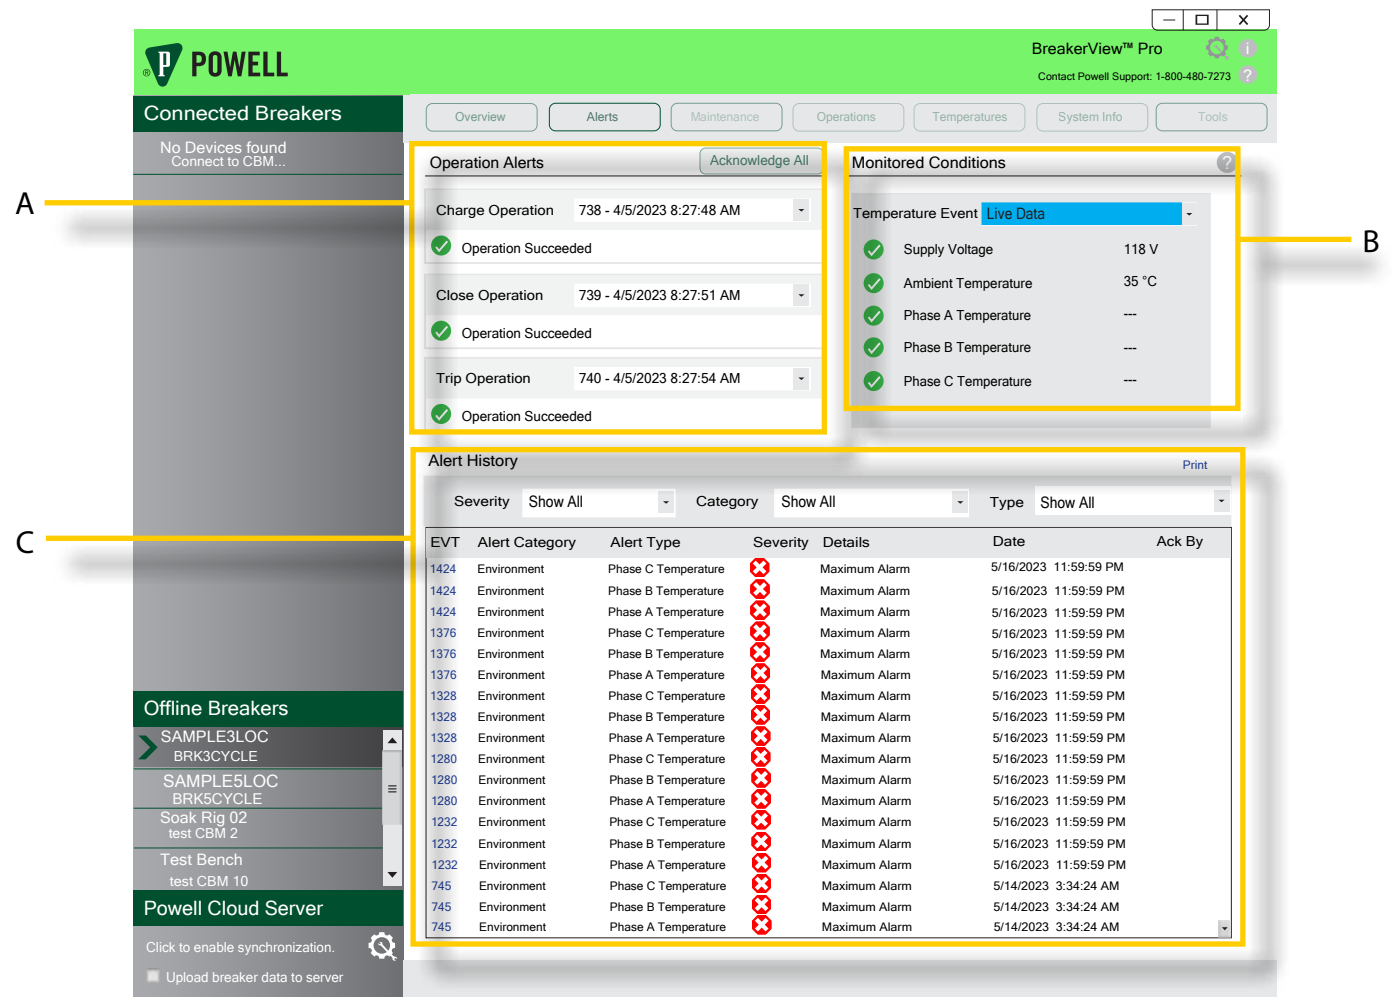 — □ X
BreakerView™ Pro
i
P ® POWELL
Contact Powell Support: 1-800-480-7273 ?
Connected Breakers
Overview Alerts Maintenance Operations Temperatures System Info Tools
No Devices found
Connect to CBM...
Operation Alerts Acknowledge All
Monitored Conditions ?
A
Charge Operation 738 - 4/5/2023 8:27:48 AM
Operation Succeeded
Close Operation 739 - 4/5/2023 8:27:51 AM
Operation Succeeded
Trip Operation 740 - 4/5/2023 8:27:54 AM
Operation Succeeded
Temperature Event Live Data
B
Supply Voltage 118 V
Ambient Temperature 35 °C
Phase A Temperature ---
Phase B Temperature ---
Phase C Temperature ---
Alert History
Print
Severity Show All Category Show All Type Show All
C
EVT Alert Category Alert Type Severity Details Date Ack By
1424 Environment Phase C Temperature Maximum Alarm 5/16/2023 11:59:59 PM
1424 Environment Phase B Temperature Maximum Alarm 5/16/2023 11:59:59 PM
1424 Environment Phase A Temperature Maximum Alarm 5/16/2023 11:59:59 PM
1376 Environment Phase C Temperature Maximum Alarm 5/16/2023 11:59:59 PM
1376 Environment Phase B Temperature Maximum Alarm 5/16/2023 11:59:59 PM
1376 Environment Phase A Temperature Maximum Alarm 5/16/2023 11:59:59 PM
1328 Environment Phase C Temperature Maximum Alarm 5/16/2023 11:59:59 PM
1328 Environment Phase B Temperature Maximum Alarm 5/16/2023 11:59:59 PM
1328 Environment Phase A Temperature Maximum Alarm 5/16/2023 11:59:59 PM
1280 Environment Phase C Temperature Maximum Alarm 5/16/2023 11:59:59 PM
1280 Environment Phase B Temperature Maximum Alarm 5/16/2023 11:59:59 PM
1280 Environment Phase A Temperature Maximum Alarm 5/16/2023 11:59:59 PM
1232 Environment Phase C Temperature Maximum Alarm 5/16/2023 11:59:59 PM
1232 Environment Phase B Temperature Maximum Alarm 5/16/2023 11:59:59 PM
1232 Environment Phase A Temperature Maximum Alarm 5/16/2023 11:59:59 PM
745 Environment Phase C Temperature Maximum Alarm 5/14/2023 3:34:24 AM
745 Environment Phase B Temperature Maximum Alarm 5/14/2023 3:34:24 AM
745 Environment Phase A Temperature Maximum Alarm 5/14/2023 3:34:24 AM
Offline Breakers
SAMPLE3LOC
BRK3CYCLE
SAMPLE5LOC
BRK5CYCLE
Soak Rig 02
test CBM 2
Test Bench
test CBM 10
Powell Cloud Server
Click to enable synchronization.
Upload breaker data to server